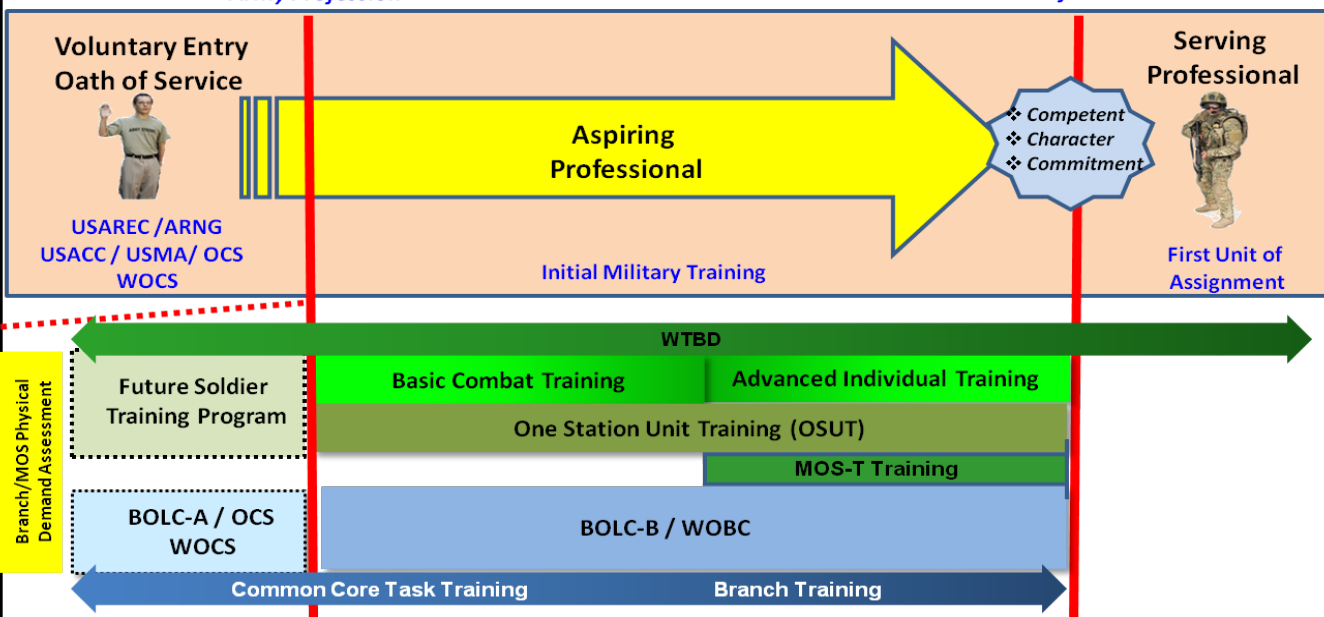 Voluntary Entry
Oath of Service
USAREC /ARNG
USACC / USMA/ OCS
WOCS
Aspiring
Professional
Initial Military Training
❖ Competent
❖ Character
❖ Commitment
Serving
Professional
First Unit of
Assignment
WTBD
Branch/MOS Physical
Demand Assessment
Future Soldier
Training Program
Basic Combat Training
Advanced Individual Training
One Station Unit Training (OSUT)
MOS-T Training
BOLC-A / OCS
WOCS
BOLC-B / WOBC
Common Core Task Training
Branch Training